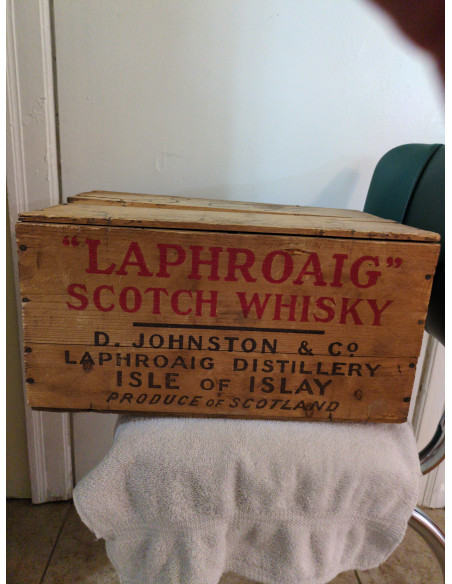 "LAPHROAIG"
SCOTCH WHISKY
D. JOHNSTON & Cº
LAPHROAIG DISTILLERY
ISLE OF ISLAY
PRODUCE OF SCOTLAND